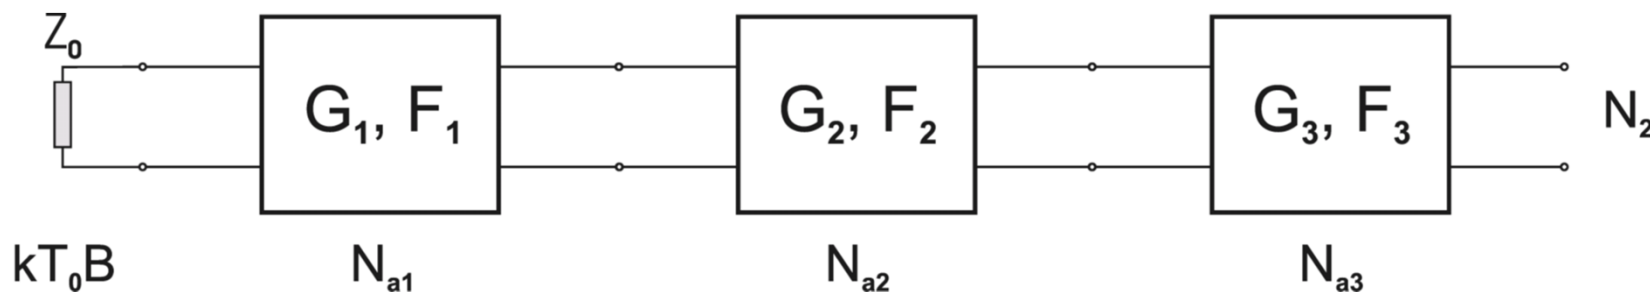 Z₀
G₁, F₁
G₂, F₂
G₃, F₃
N₂
kT₀B
Nₐ₁
Nₐ₂
Nₐ₃